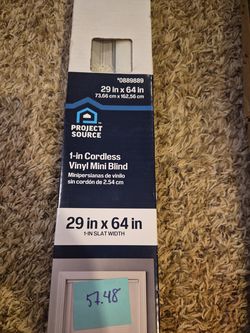 *0889889
29 in x 64 in
73.66 cm x 162.56 cm
PROJECT
SOURCE
1-in Cordless
Vinyl Mini Blind
Minipersianas de vinilo
sin cordón de 2.54 cm
29 in x 64 in
1-IN SLAT WIDTH
57.48